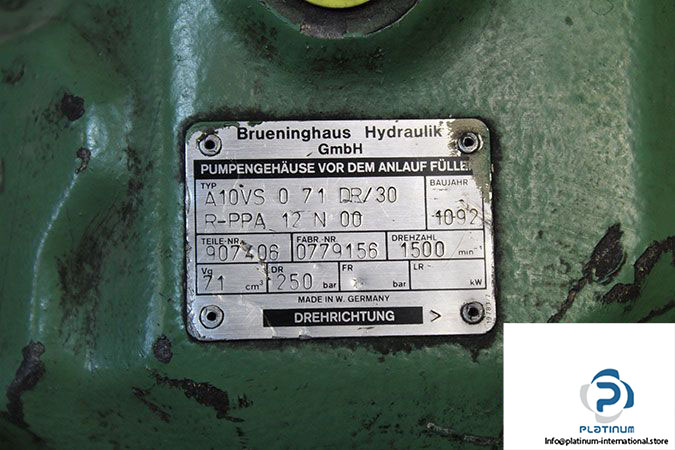 Brueninghaus Hydraulik
GmbH
PUMPENGEHÄUSE VOR DEM ANLAUF FÜLLEN
TYP
A10VS 0 71 DR/30
BAUJAHR
R-PPA 12 N 00
1092
TEILE-NR.
FABR.-NR.
DREHZAHL
907406
0779156
1500 min⁻¹
Vg
DR
FR
LR
71 cm³
250 bar
bar
kW
MADE IN W. GERMANY
DREHRICHTUNG >
P
PLATINUM
Info@platinum-international.store